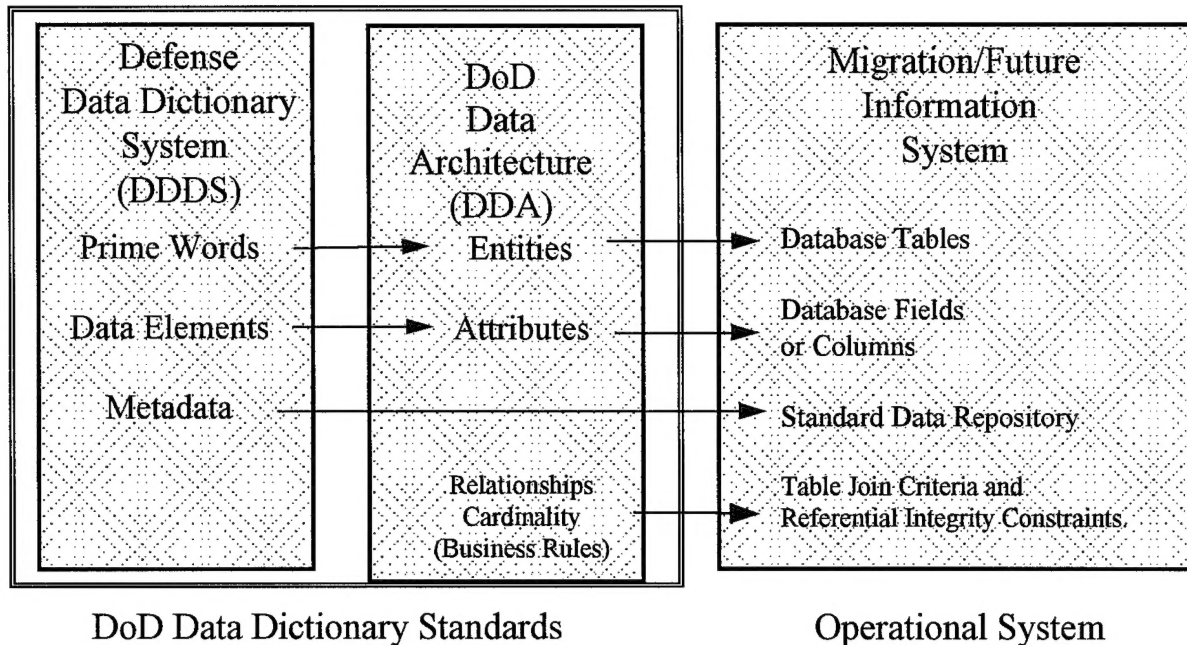 Defense
Data Dictionary
System
(DDDS)
Prime Words
Data Elements
Metadata
DoD
Data
Architecture
(DDA)
Entities
Attributes
Relationships
Cardinality
(Business Rules)
Migration/Future
Information
System
Database Tables
Database Fields
or Columns
Standard Data Repository
Table Join Criteria and
Referential Integrity Constraints.
DoD Data Dictionary Standards
Operational System